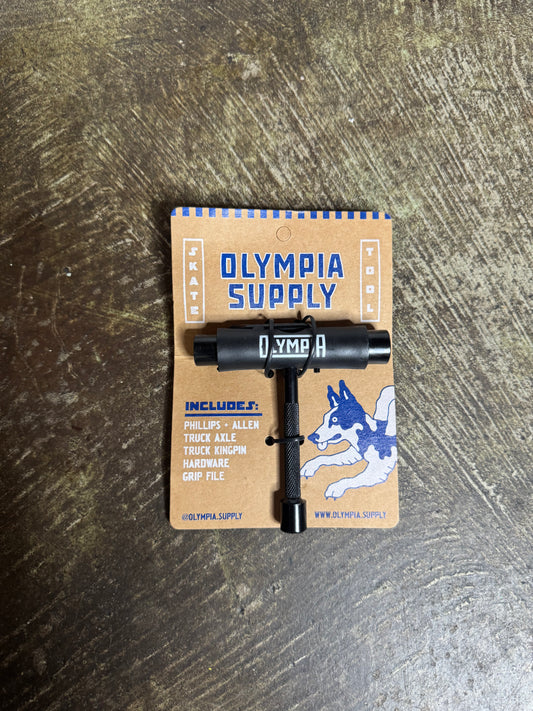 SKATE
TOOL
OLYMPIA
SUPPLY
OLYMPIA
INCLUDES:
PHILLIPS + ALLEN
TRUCK AXLE
TRUCK KINGPIN
HARDWARE
GRIP FILE
@OLYMPIA.SUPPLY
WWW.OLYMPIA.SUPPLY